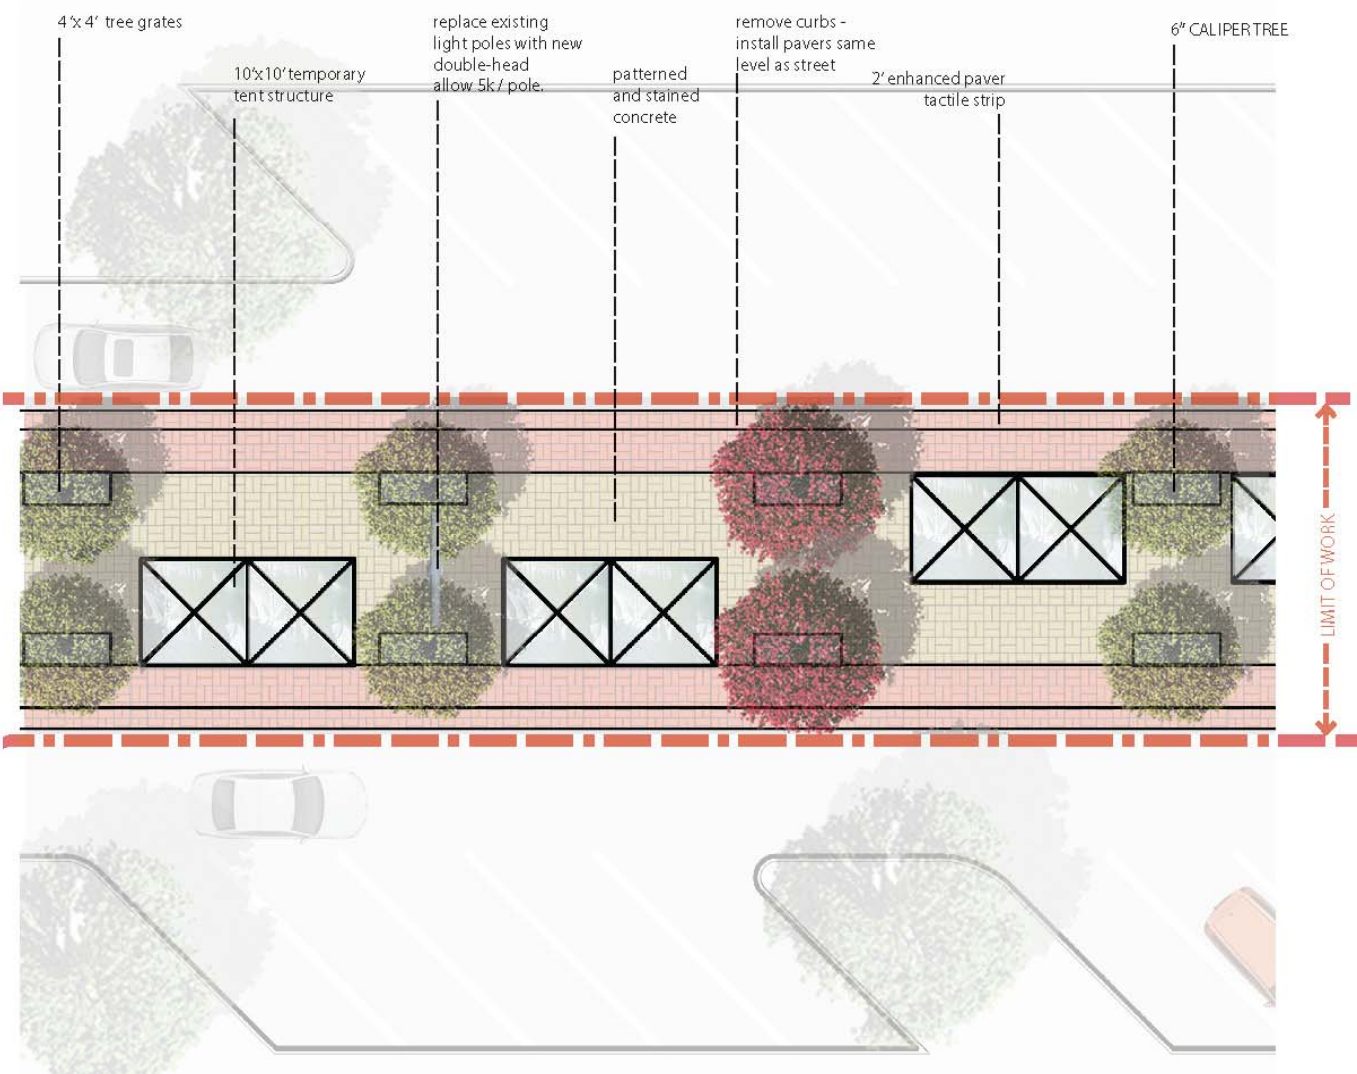 4'x 4' tree grates
10'x10' temporary
tent structure
replace existing
light poles with new
double-head
allow 5k / pole.
patterned
and stained
concrete
remove curbs -
install pavers same
level as street
2' enhanced paver
tactile strip
6" CALIPER TREE
LIMIT OF WORK